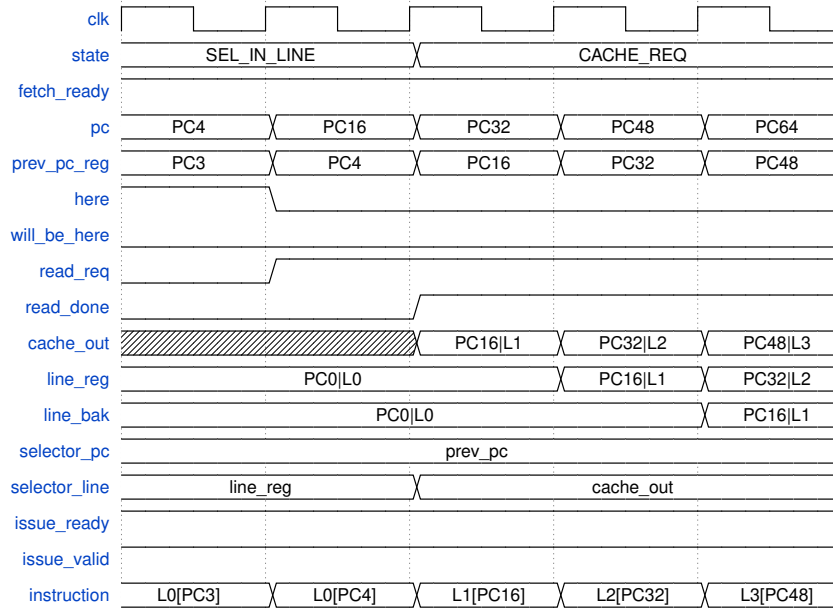 clk
state SEL_IN_LINE CACHE_REQ
fetch_ready
pc PC4 PC16 PC32 PC48 PC64
prev_pc_reg PC3 PC4 PC16 PC32 PC48
here
will_be_here
read_req
read_done
cache_out PC16|L1 PC32|L2 PC48|L3
line_reg PC0|L0 PC16|L1 PC32|L2
line_bak PC0|L0 PC16|L1
selector_pc prev_pc
selector_line line_reg cache_out
issue_ready
issue_valid
instruction L0[PC3] L0[PC4] L1[PC16] L2[PC32] L3[PC48]